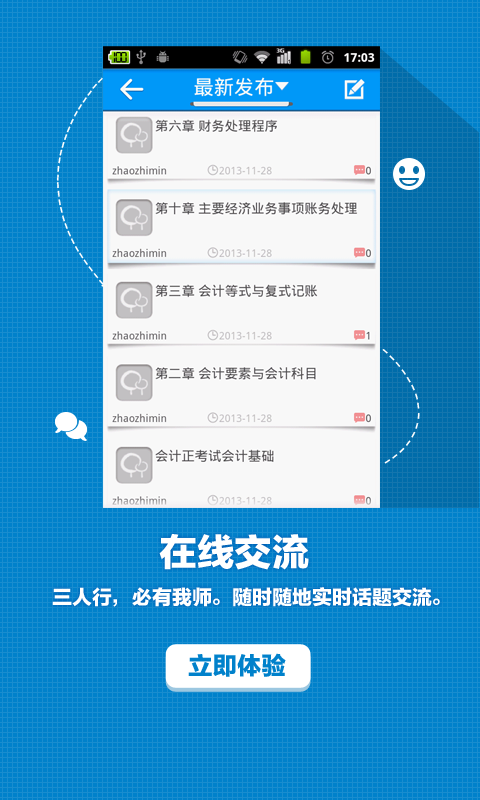 3G
17:03
最新发布
第六章 财务处理程序
zhaozhimin 2013-11-28 0
第十章 主要经济业务事项账务处理
zhaozhimin 2013-11-28 0
第三章 会计等式与复式记账
zhaozhimin 2013-11-28 1
第二章 会计要素与会计科目
zhaozhimin 2013-11-28 0
会计正考试会计基础
zhaozhimin 2013-11-28 0
在线交流
三人行，必有我师。随时随地实时话题交流。
立即体验